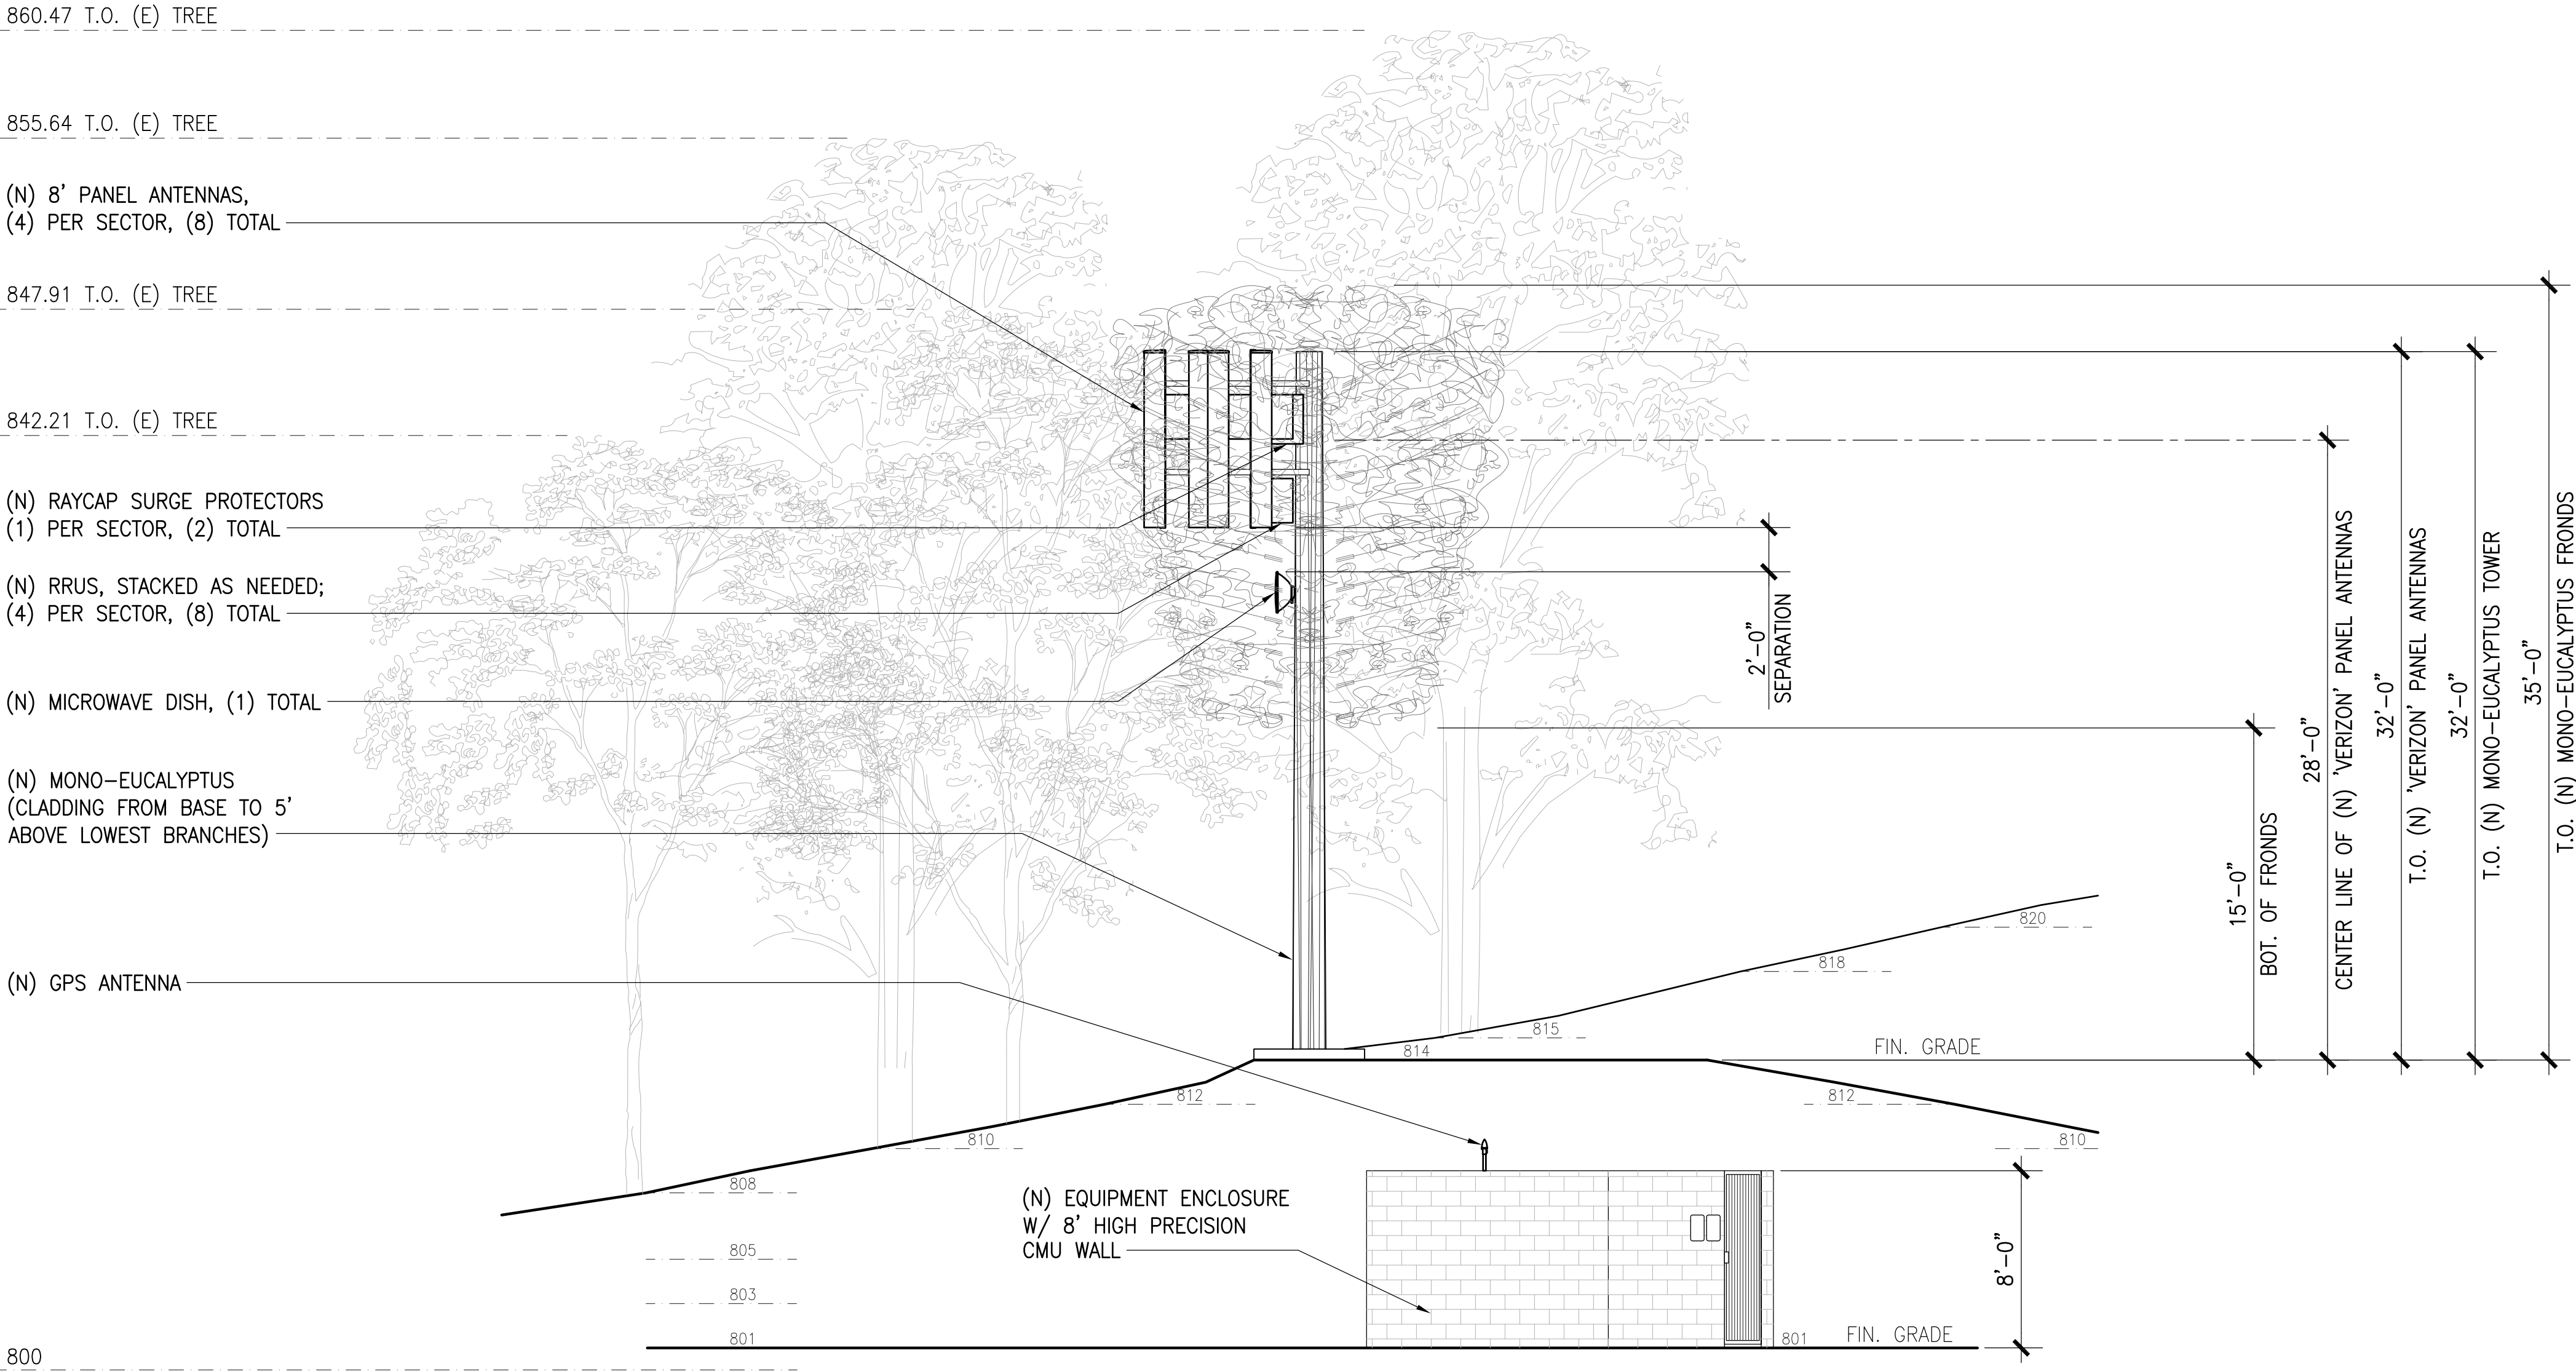 860.47 T.O. (E) TREE
855.64 T.O. (E) TREE
(N) 8' PANEL ANTENNAS,
(4) PER SECTOR, (8) TOTAL
847.91 T.O. (E) TREE
842.21 T.O. (E) TREE
(N) RAYCAP SURGE PROTECTORS
(1) PER SECTOR, (2) TOTAL
(N) RRUS, STACKED AS NEEDED;
(4) PER SECTOR, (8) TOTAL
(N) MICROWAVE DISH, (1) TOTAL
(N) MONO-EUCALYPTUS
(CLADDING FROM BASE TO 5'
ABOVE LOWEST BRANCHES)
(N) GPS ANTENNA
2'-0"
SEPARATION
15'-0"
BOT. OF FRONDS
28'-0"
CENTER LINE OF (N) 'VERIZON' PANEL ANTENNAS
32'-0"
T.O. (N) 'VERIZON' PANEL ANTENNAS
32'-0"
T.O. (N) MONO-EUCALYPTUS TOWER
35'-0"
T.O. (N) MONO-EUCALYPTUS FRONDS
820
818
815
814
FIN. GRADE
812
812
810
810
808
(N) EQUIPMENT ENCLOSURE
W/ 8' HIGH PRECISION
CMU WALL
8'-0"
805
803
801
801
FIN. GRADE
800